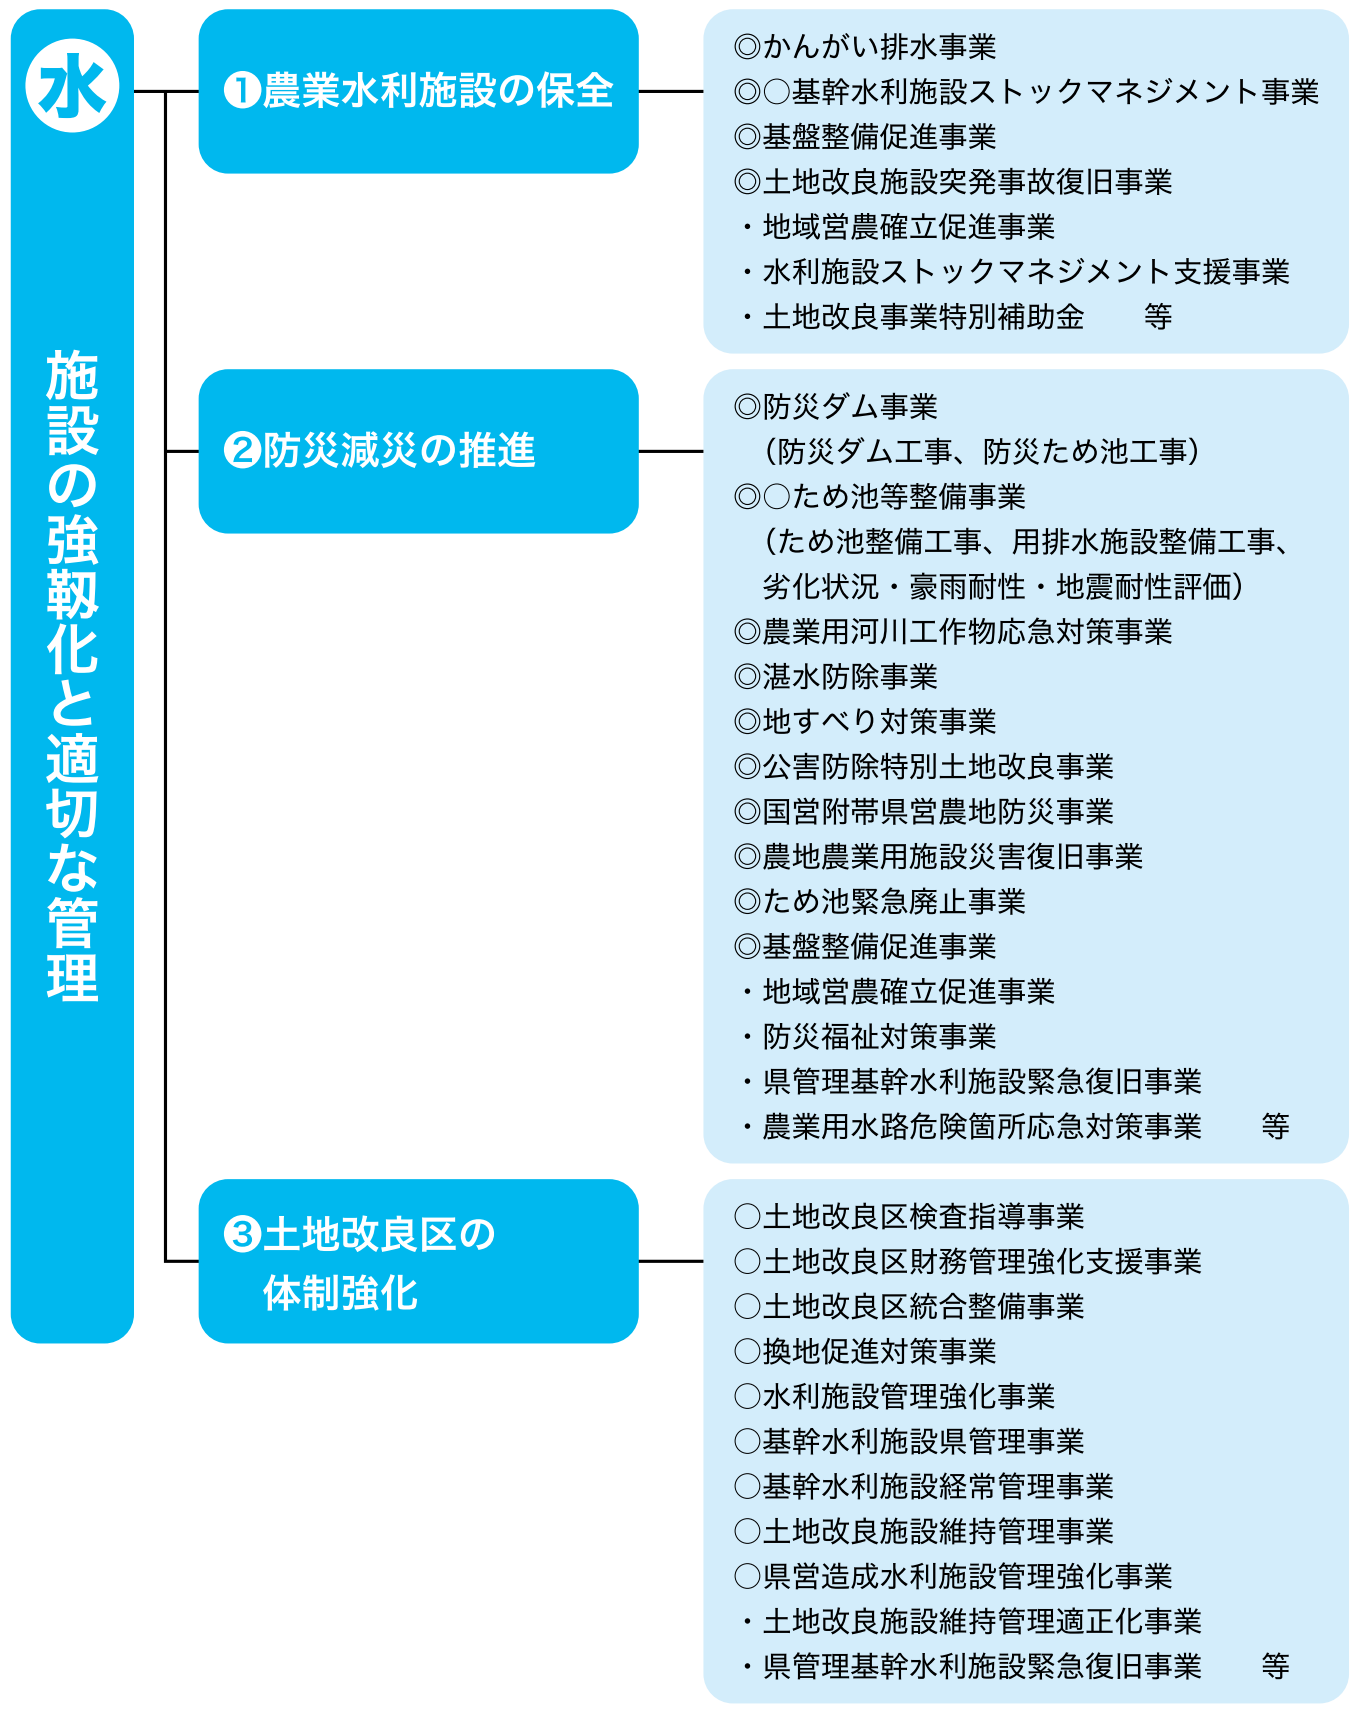 水
施設の強靱化と適切な管理
❶農業水利施設の保全
◎かんがい排水事業
◎○基幹水利施設ストックマネジメント事業
◎基盤整備促進事業
◎土地改良施設突発事故復旧事業
・地域営農確立促進事業
・水利施設ストックマネジメント支援事業
・土地改良事業特別補助金　　等
❷防災減災の推進
◎防災ダム事業
（防災ダム工事、防災ため池工事）
◎○ため池等整備事業
（ため池整備工事、用排水施設整備工事、
劣化状況・豪雨耐性・地震耐性評価）
◎農業用河川工作物応急対策事業
◎湛水防除事業
◎地すべり対策事業
◎公害防除特別土地改良事業
◎国営附帯県営農地防災事業
◎農地農業用施設災害復旧事業
◎ため池緊急廃止事業
◎基盤整備促進事業
・地域営農確立促進事業
・防災福祉対策事業
・県管理基幹水利施設緊急復旧事業
・農業用水路危険箇所応急対策事業　　等
❸土地改良区の
体制強化
○土地改良区検査指導事業
○土地改良区財務管理強化支援事業
○土地改良区統合整備事業
○換地促進対策事業
○水利施設管理強化事業
○基幹水利施設県管理事業
○基幹水利施設経常管理事業
○土地改良施設維持管理事業
○県営造成水利施設管理強化事業
・土地改良施設維持管理適正化事業
・県管理基幹水利施設緊急復旧事業　　等